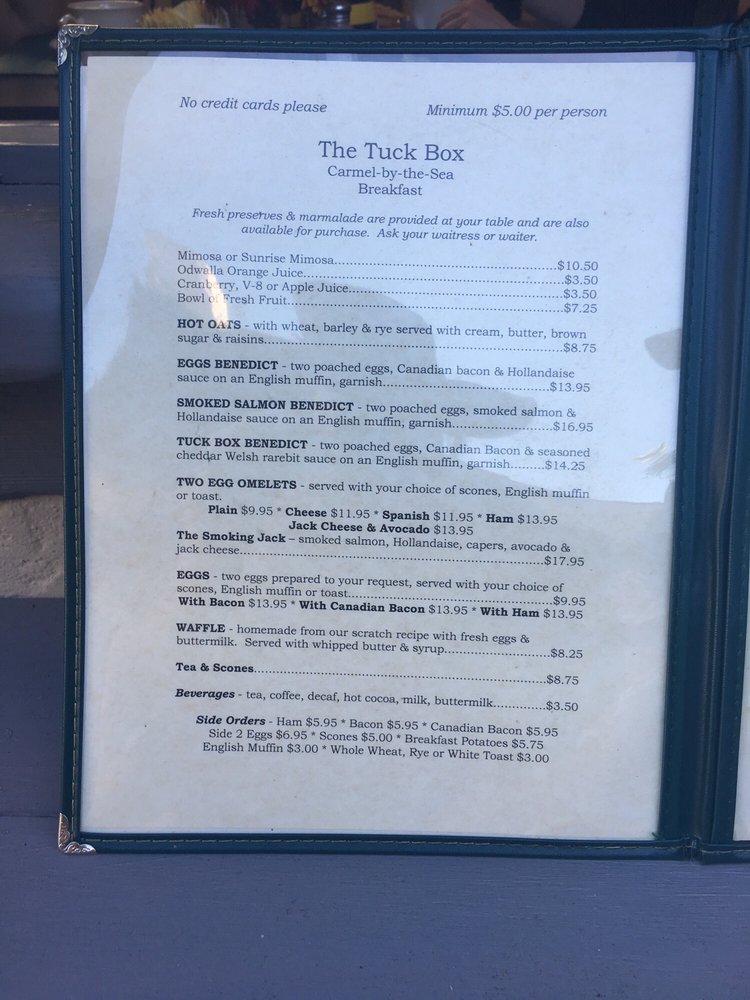 No credit cards please Minimum $5.00 per person
The Tuck Box
Carmel-by-the-Sea
Breakfast
Fresh preserves & marmalade are provided at your table and are also
available for purchase. Ask your waitress or waiter.
Mimosa or Sunrise Mimosa..............................................$10.50
Odwalla Orange Juice......................................................$3.50
Cranberry, V-8 or Apple Juice.............................................$3.50
Bowl of Fresh Fruit..........................................................$7.25
HOT OATS - with wheat, barley & rye served with cream, butter, brown
sugar & raisins................................................................$8.75
EGGS BENEDICT - two poached eggs, Canadian bacon & Hollandaise
sauce on an English muffin, garnish...................................$13.95
SMOKED SALMON BENEDICT - two poached eggs, smoked salmon &
Hollandaise sauce on an English muffin, garnish.....................$16.95
TUCK BOX BENEDICT - two poached eggs, Canadian Bacon & seasoned
cheddar Welsh rarebit sauce on an English muffin, garnish.........$14.25
TWO EGG OMELETS - served with your choice of scones, English muffin
or toast.
Plain $9.95 * Cheese $11.95 * Spanish $11.95 * Ham $13.95
Jack Cheese & Avocado $13.95
The Smoking Jack – smoked salmon, Hollandaise, capers, avocado &
jack cheese................................................................$17.95
EGGS - two eggs prepared to your request, served with your choice of
scones, English muffin or toast...........................................$9.95
With Bacon $13.95 * With Canadian Bacon $13.95 * With Ham $13.95
WAFFLE - homemade from our scratch recipe with fresh eggs &
buttermilk. Served with whipped butter & syrup.......................$8.25
Tea & Scones................................................................$8.75
Beverages - tea, coffee, decaf, hot cocoa, milk, buttermilk.............$3.50
Side Orders - Ham $5.95 * Bacon $5.95 * Canadian Bacon $5.95
Side 2 Eggs $6.95 * Scones $5.00 * Breakfast Potatoes $5.75
English Muffin $3.00 * Whole Wheat, Rye or White Toast $3.00